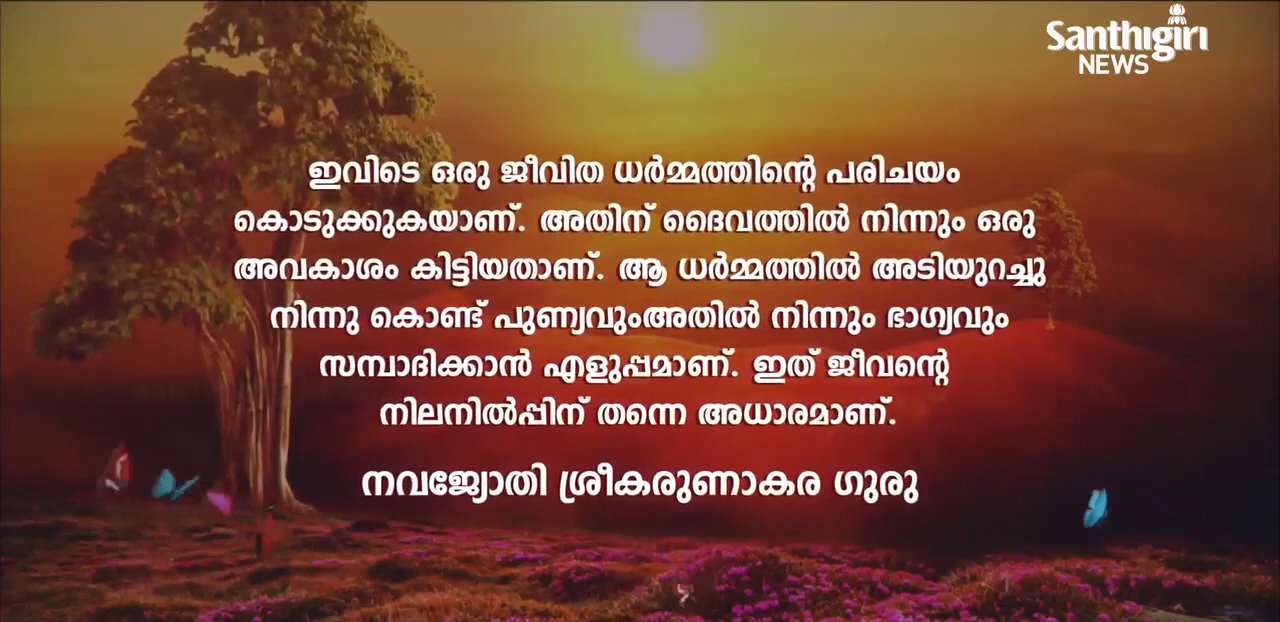 Santhigiri
NEWS
ഇവിടെ ഒരു ജീവിത ധർമ്മത്തിന്റെ പരിചയം
കൊടുക്കുകയാണ്. അതിന് ദൈവത്തിൽ നിന്നും ഒരു
അവകാശം കിട്ടിയതാണ്. ആ ധർമ്മത്തിൽ അടിയുറച്ചു
നിന്നു കൊണ്ട് പുണ്യവുംഅതിൽ നിന്നും ഭാഗ്യവും
സമ്പാദിക്കാൻ എളുപ്പമാണ്. ഇത് ജീവന്റെ
നിലനിൽപ്പിന് തന്നെ അധാരമാണ്.
നവജ്യോതി ശ്രീകരുണാകര ഗുരു